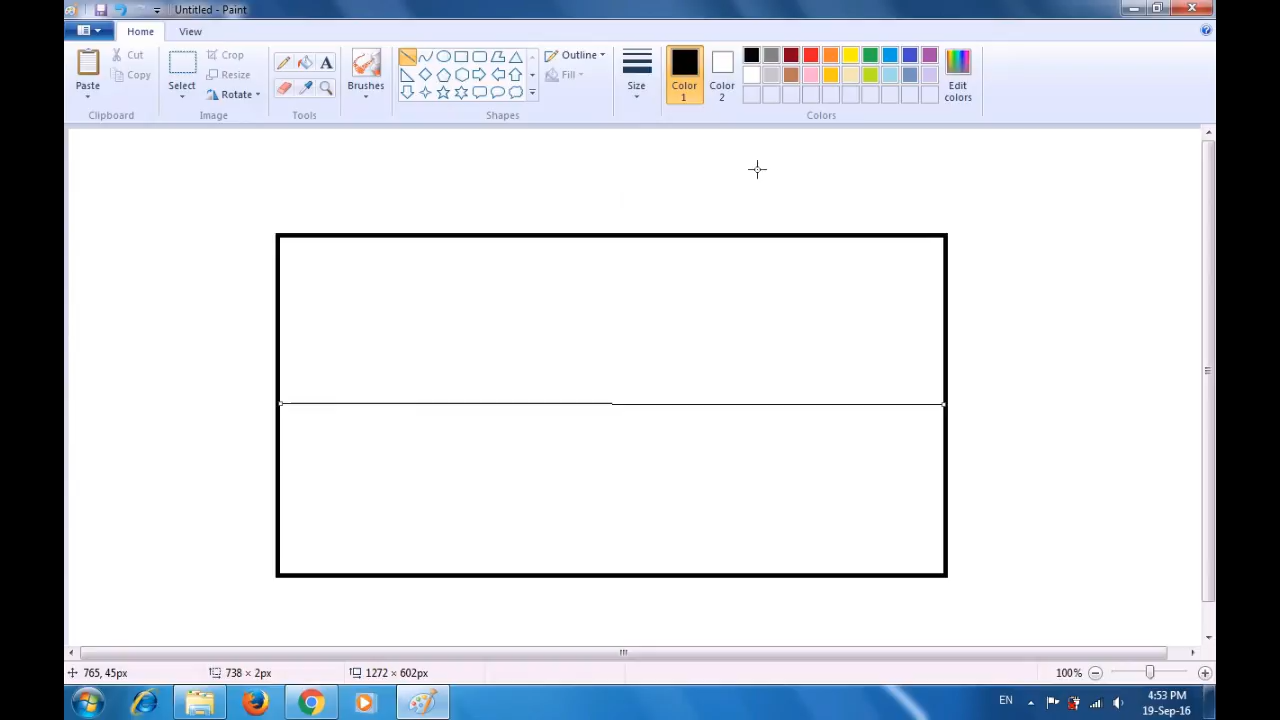 Untitled - Paint
Home
View
Paste
Cut
Copy
Clipboard
Select
Crop
Resize
Rotate
Image
A
Tools
Brushes
Outline
Fill
Shapes
Size
Color
1
Color
2
Edit
colors
Colors
765, 45px
738 × 2px
1272 × 602px
100%
EN
4:53 PM
19-Sep-16